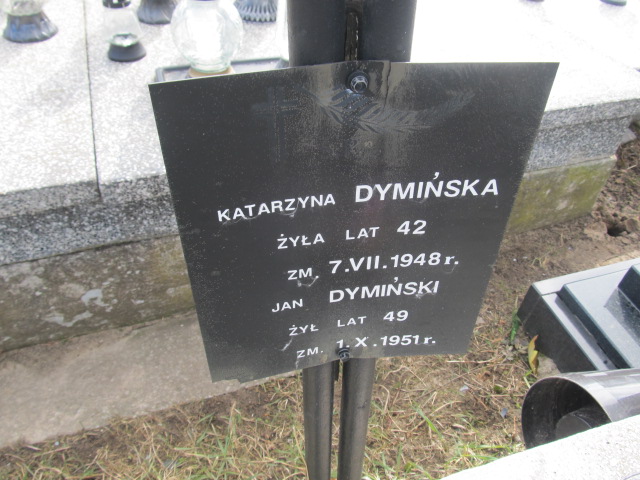 KATARZYNA DYMIŃSKA
ŻYŁA LAT 42
ZM. 7.VII.1948 r.
JAN DYMIŃSKI
ŻYŁ LAT 49
ZM. 1.X.1951 r.